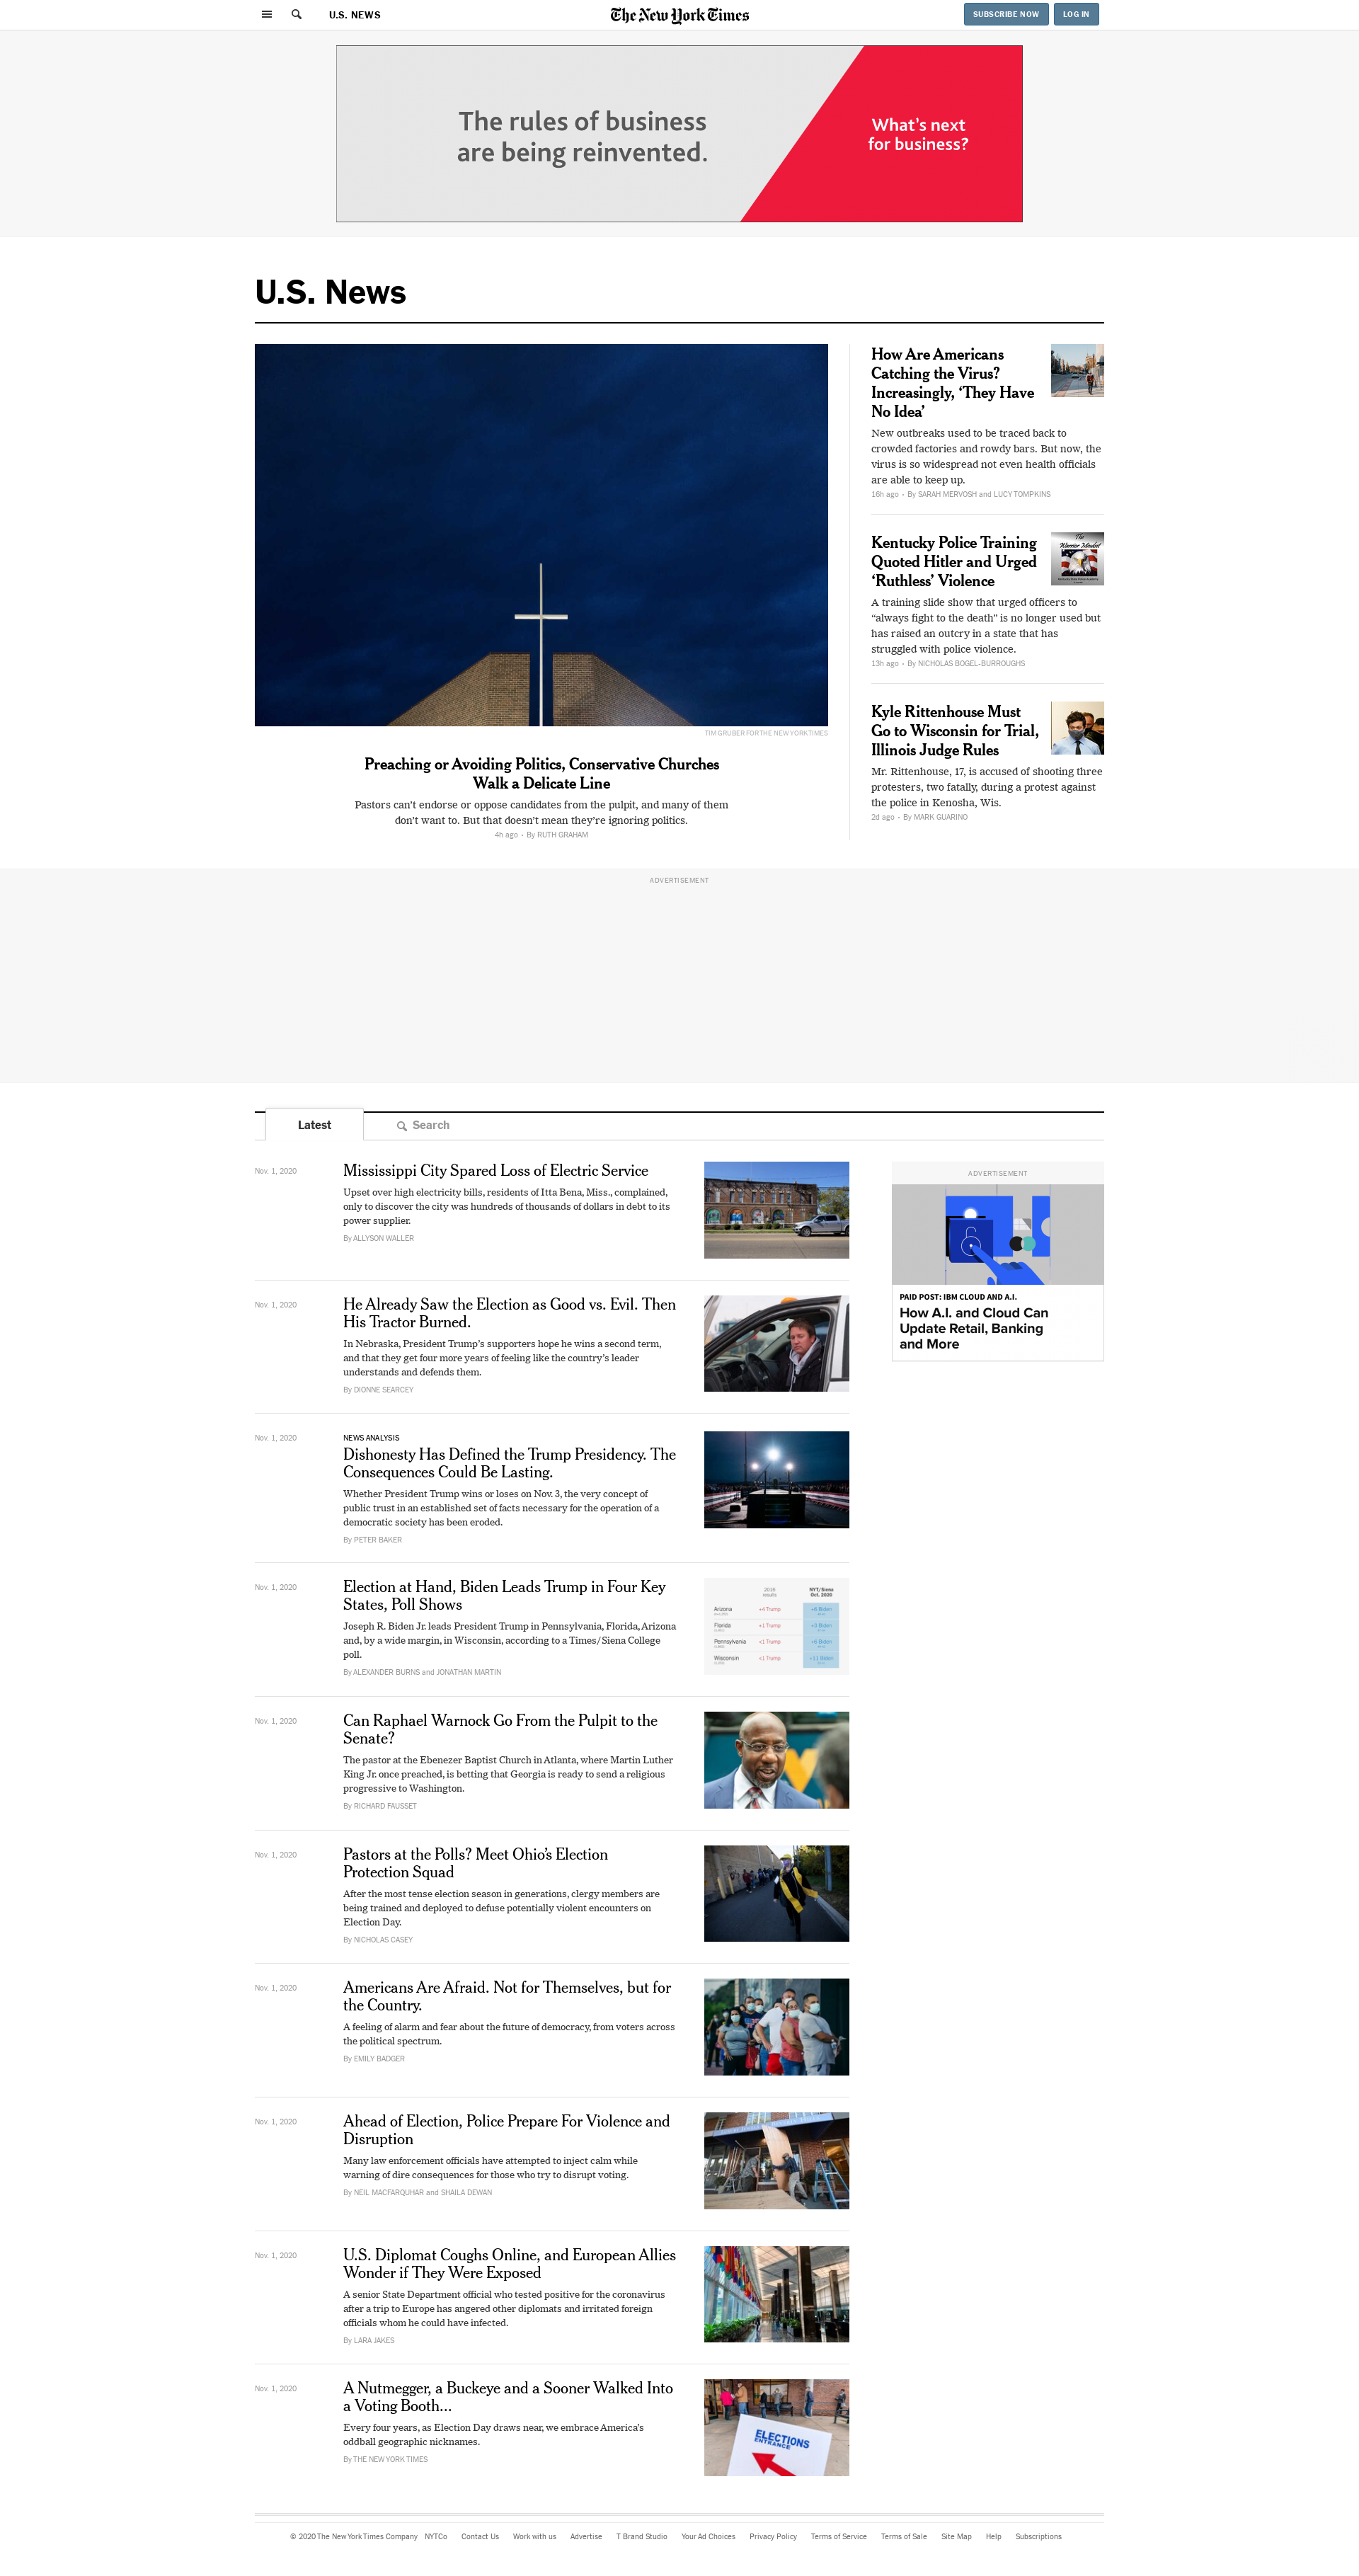 U.S. NEWS
The New York Times
SUBSCRIBE NOW
LOG IN
The rules of business
are being reinvented.
What's next
for business?
U.S. News
TIM GRUBER FOR THE NEW YORK TIMES
Preaching or Avoiding Politics, Conservative Churches
Walk a Delicate Line
Pastors can't endorse or oppose candidates from the pulpit, and many of them
don't want to. But that doesn't mean they're ignoring politics.
4h ago • By RUTH GRAHAM
How Are Americans
Catching the Virus?
Increasingly, ‘They Have
No Idea’
New outbreaks used to be traced back to
crowded factories and rowdy bars. But now, the
virus is so widespread not even health officials
are able to keep up.
16h ago • By SARAH MERVOSH and LUCY TOMPKINS
Kentucky Police Training
Quoted Hitler and Urged
‘Ruthless’ Violence
The
Warrior Mindset
A training slide show that urged officers to
“always fight to the death” is no longer used but
has raised an outcry in a state that has
struggled with police violence.
13h ago • By NICHOLAS BOGEL-BURROUGHS
Kyle Rittenhouse Must
Go to Wisconsin for Trial,
Illinois Judge Rules
Mr. Rittenhouse, 17, is accused of shooting three
protesters, two fatally, during a protest against
the police in Kenosha, Wis.
2d ago • By MARK GUARINO
ADVERTISEMENT
Latest
Search
Nov. 1, 2020
Mississippi City Spared Loss of Electric Service
Upset over high electricity bills, residents of Itta Bena, Miss., complained,
only to discover the city was hundreds of thousands of dollars in debt to its
power supplier.
By ALLYSON WALLER
ADVERTISEMENT
PAID POST: IBM CLOUD AND A.I.
How A.I. and Cloud Can
Update Retail, Banking
and More
Nov. 1, 2020
He Already Saw the Election as Good vs. Evil. Then
His Tractor Burned.
In Nebraska, President Trump's supporters hope he wins a second term,
and that they get four more years of feeling like the country's leader
understands and defends them.
By DIONNE SEARCEY
Nov. 1, 2020
NEWS ANALYSIS
Dishonesty Has Defined the Trump Presidency. The
Consequences Could Be Lasting.
Whether President Trump wins or loses on Nov. 3, the very concept of
public trust in an established set of facts necessary for the operation of a
democratic society has been eroded.
By PETER BAKER
Nov. 1, 2020
Election at Hand, Biden Leads Trump in Four Key
States, Poll Shows
Joseph R. Biden Jr. leads President Trump in Pennsylvania, Florida, Arizona
and, by a wide margin, in Wisconsin, according to a Times/Siena College
poll.
By ALEXANDER BURNS and JONATHAN MARTIN
2016
results
NYT/Siena
Oct. 2020
Arizona +4 Trump +6 Biden
Florida +1 Trump +3 Biden
Pennsylvania <1 Trump +6 Biden
Wisconsin <1 Trump +11 Biden
Nov. 1, 2020
Can Raphael Warnock Go From the Pulpit to the
Senate?
The pastor at the Ebenezer Baptist Church in Atlanta, where Martin Luther
King Jr. once preached, is betting that Georgia is ready to send a religious
progressive to Washington.
By RICHARD FAUSSET
Nov. 1, 2020
Pastors at the Polls? Meet Ohio's Election
Protection Squad
After the most tense election season in generations, clergy members are
being trained and deployed to defuse potentially violent encounters on
Election Day.
By NICHOLAS CASEY
Nov. 1, 2020
Americans Are Afraid. Not for Themselves, but for
the Country.
A feeling of alarm and fear about the future of democracy, from voters across
the political spectrum.
By EMILY BADGER
Nov. 1, 2020
Ahead of Election, Police Prepare For Violence and
Disruption
Many law enforcement officials have attempted to inject calm while
warning of dire consequences for those who try to disrupt voting.
By NEIL MACFARQUHAR and SHAILA DEWAN
Nov. 1, 2020
U.S. Diplomat Coughs Online, and European Allies
Wonder if They Were Exposed
A senior State Department official who tested positive for the coronavirus
after a trip to Europe has angered other diplomats and irritated foreign
officials whom he could have infected.
By LARA JAKES
Nov. 1, 2020
A Nutmegger, a Buckeye and a Sooner Walked Into
a Voting Booth…
Every four years, as Election Day draws near, we embrace America's
oddball geographic nicknames.
By THE NEW YORK TIMES
ELECTIONS
ENTRANCE
© 2020 The New York Times Company NYTCo Contact Us Work with us Advertise T Brand Studio Your Ad Choices Privacy Policy Terms of Service Terms of Sale Site Map Help Subscriptions